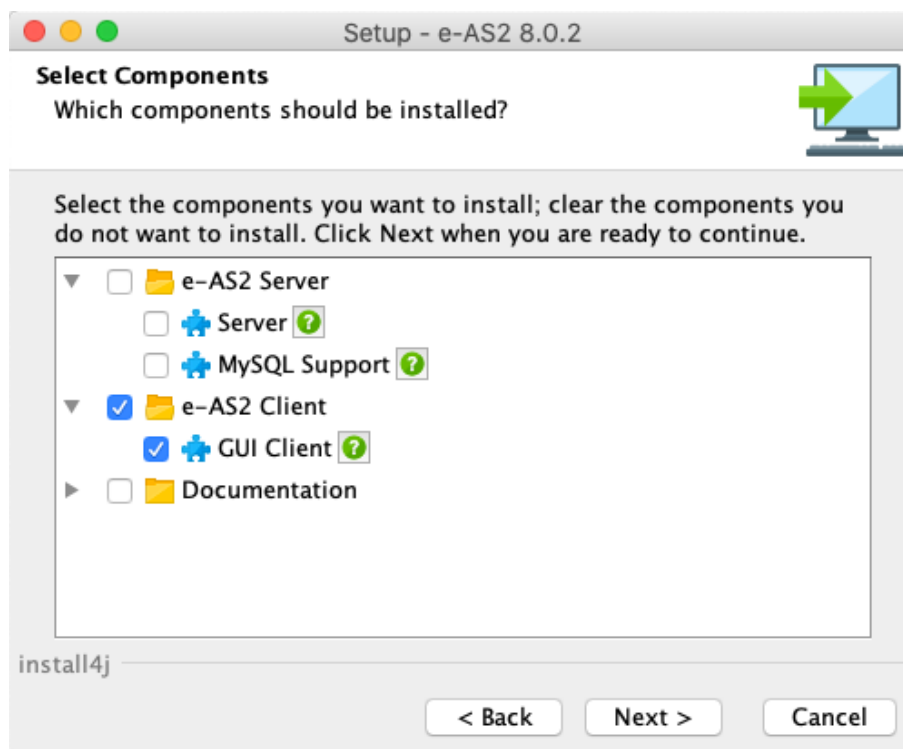 Setup - e-AS2 8.0.2
Select Components
Which components should be installed?
Select the components you want to install; clear the components you
do not want to install. Click Next when you are ready to continue.
e-AS2 Server
Server ?
MySQL Support ?
e-AS2 Client
GUI Client ?
Documentation
install4j
< Back Next > Cancel